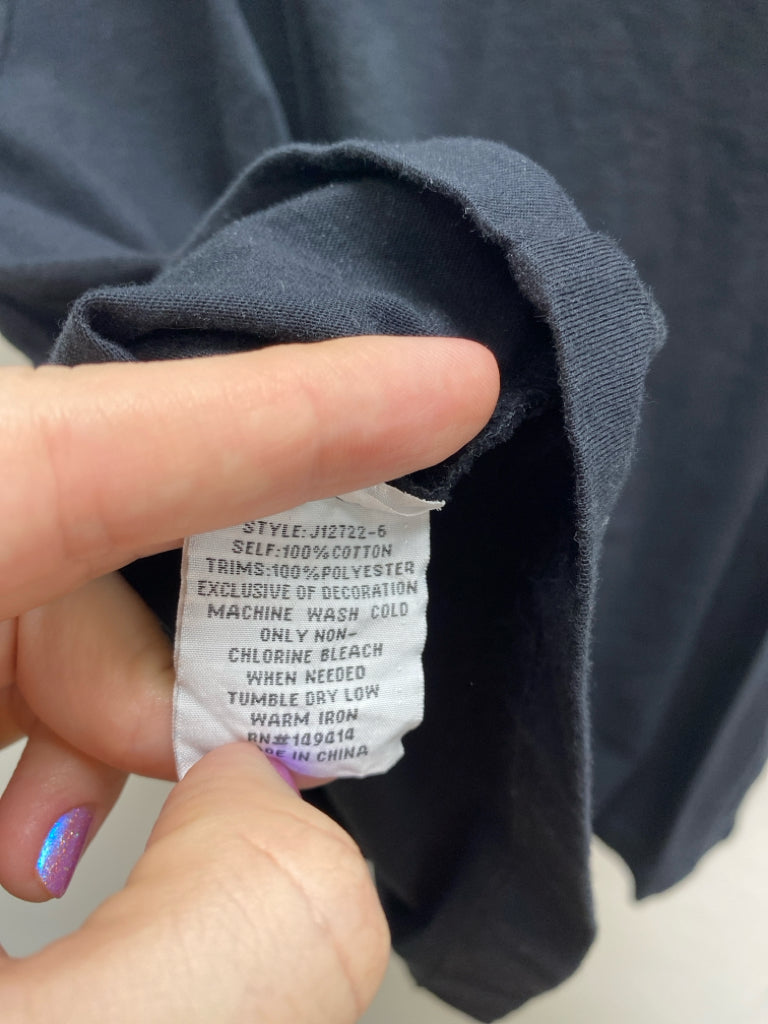 STYLE:J12722-6
SELF:100%COTTON
TRIMS:100%POLYESTER
EXCLUSIVE OF DECORATION
MACHINE WASH COLD
ONLY NON-
CHLORINE BLEACH
WHEN NEEDED
TUMBLE DRY LOW
WARM IRON
RN#149414
IN CHINA